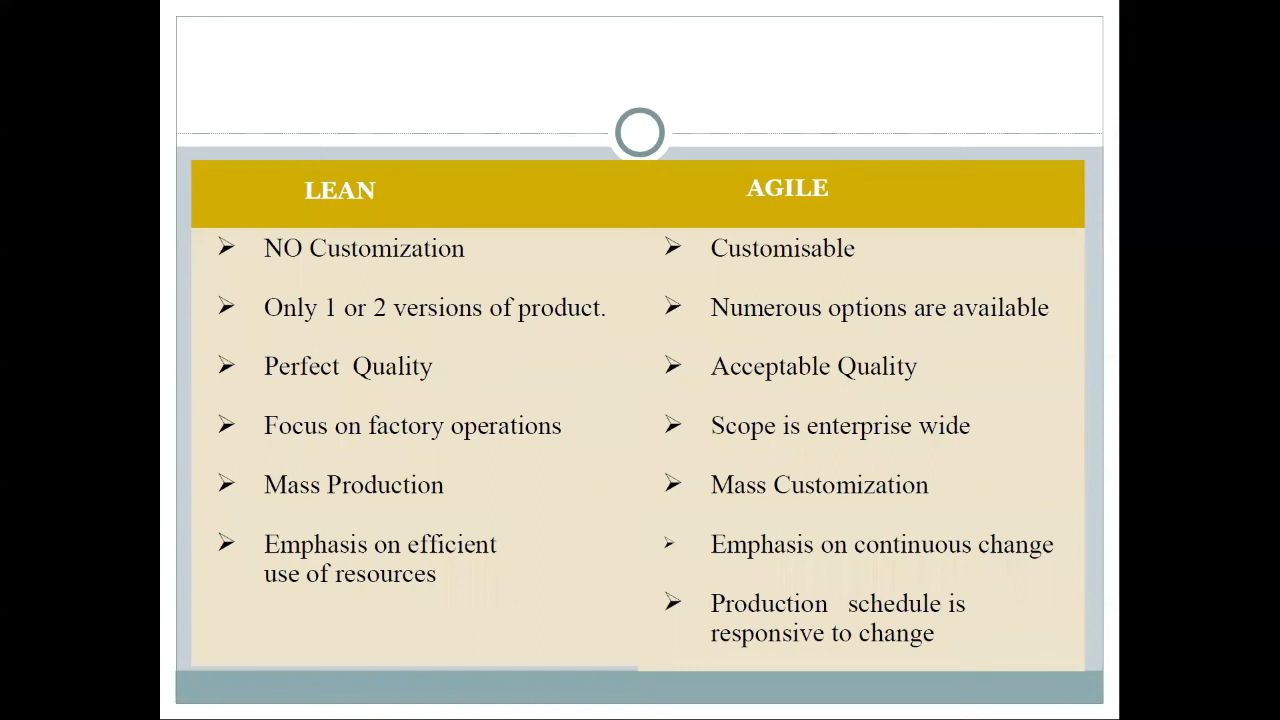 LEAN
AGILE
NO Customization
Only 1 or 2 versions of product.
Perfect Quality
Focus on factory operations
Mass Production
Emphasis on efficient
use of resources
Customisable
Numerous options are available
Acceptable Quality
Scope is enterprise wide
Mass Customization
Emphasis on continuous change
Production schedule is
responsive to change